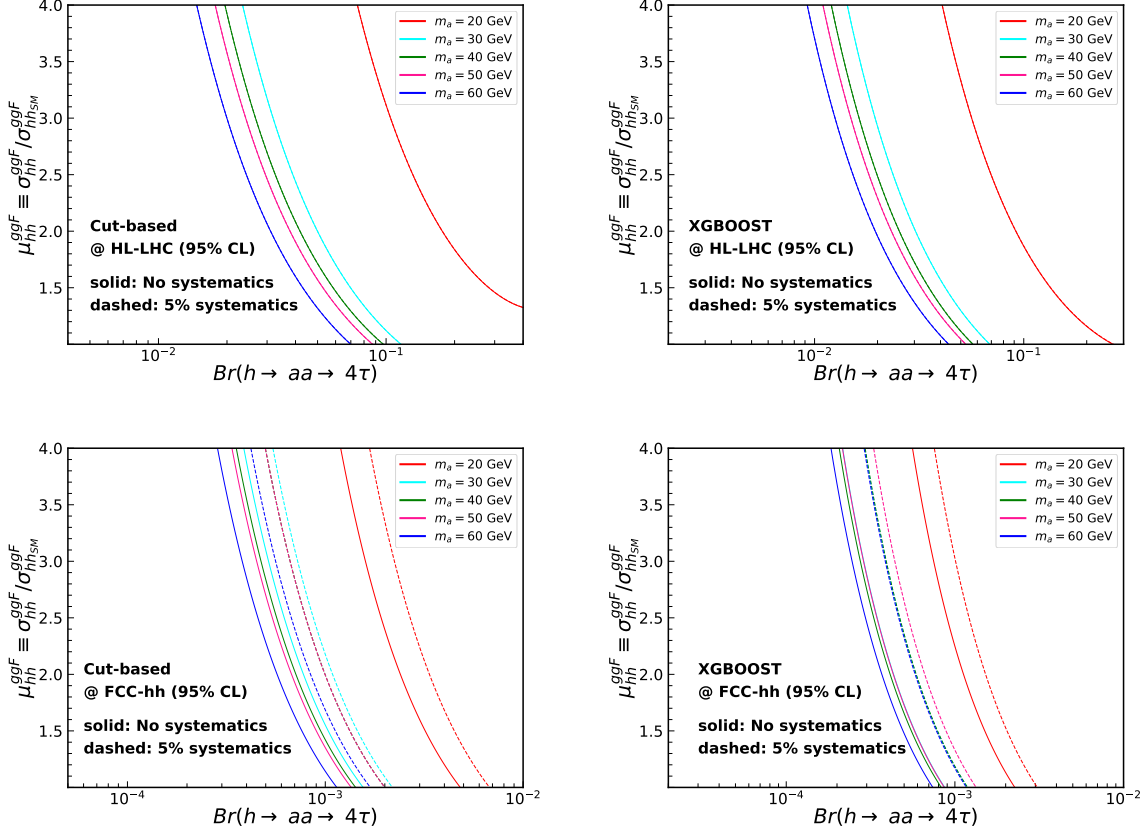 4.0
3.5
3.0
2.5
2.0
1.5
μ_hh^ggF ≡ σ_hh^ggF/σ_hh_SM^ggF
m_a = 20 GeV
m_a = 30 GeV
m_a = 40 GeV
m_a = 50 GeV
m_a = 60 GeV
Cut-based
@ HL-LHC (95% CL)
solid: No systematics
dashed: 5% systematics
10^−2 10^−1
Br(h→ aa→ 4τ)
4.0
3.5
3.0
2.5
2.0
1.5
μ_hh^ggF ≡ σ_hh^ggF/σ_hh_SM^ggF
m_a = 20 GeV
m_a = 30 GeV
m_a = 40 GeV
m_a = 50 GeV
m_a = 60 GeV
XGBOOST
@ HL-LHC (95% CL)
solid: No systematics
dashed: 5% systematics
10^−2 10^−1
Br(h→ aa→ 4τ)
4.0
3.5
3.0
2.5
2.0
1.5
μ_hh^ggF ≡ σ_hh^ggF/σ_hh_SM^ggF
m_a = 20 GeV
m_a = 30 GeV
m_a = 40 GeV
m_a = 50 GeV
m_a = 60 GeV
Cut-based
@ FCC-hh (95% CL)
solid: No systematics
dashed: 5% systematics
10^−4 10^−3 10^−2
Br(h→ aa→ 4τ)
4.0
3.5
3.0
2.5
2.0
1.5
μ_hh^ggF ≡ σ_hh^ggF/σ_hh_SM^ggF
m_a = 20 GeV
m_a = 30 GeV
m_a = 40 GeV
m_a = 50 GeV
m_a = 60 GeV
XGBOOST
@ FCC-hh (95% CL)
solid: No systematics
dashed: 5% systematics
10^−4 10^−3 10^−2
Br(h→ aa→ 4τ)